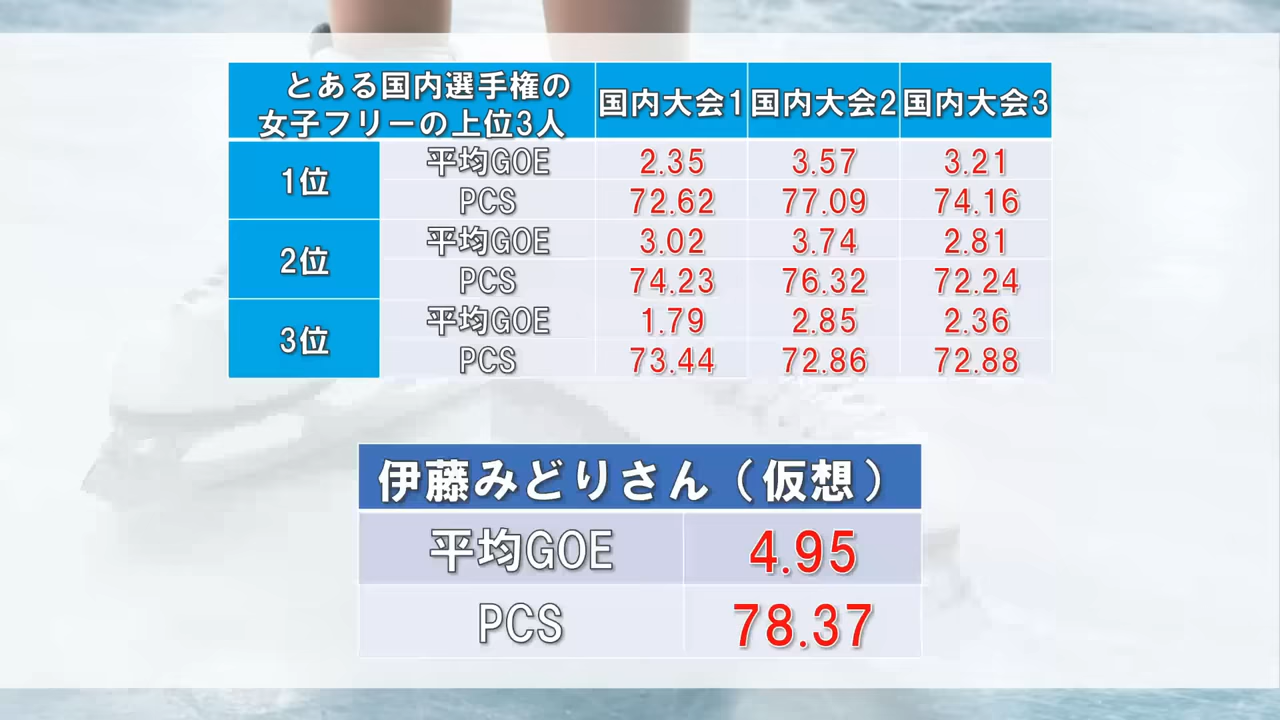 とある国内選手権の
女子フリーの上位3人
国内大会1 国内大会2 国内大会3
1位 平均GOE 2.35 3.57 3.21
PCS 72.62 77.09 74.16
2位 平均GOE 3.02 3.74 2.81
PCS 74.23 76.32 72.24
3位 平均GOE 1.79 2.85 2.36
PCS 73.44 72.86 72.88
伊藤みどりさん（仮想）
平均GOE 4.95
PCS 78.37